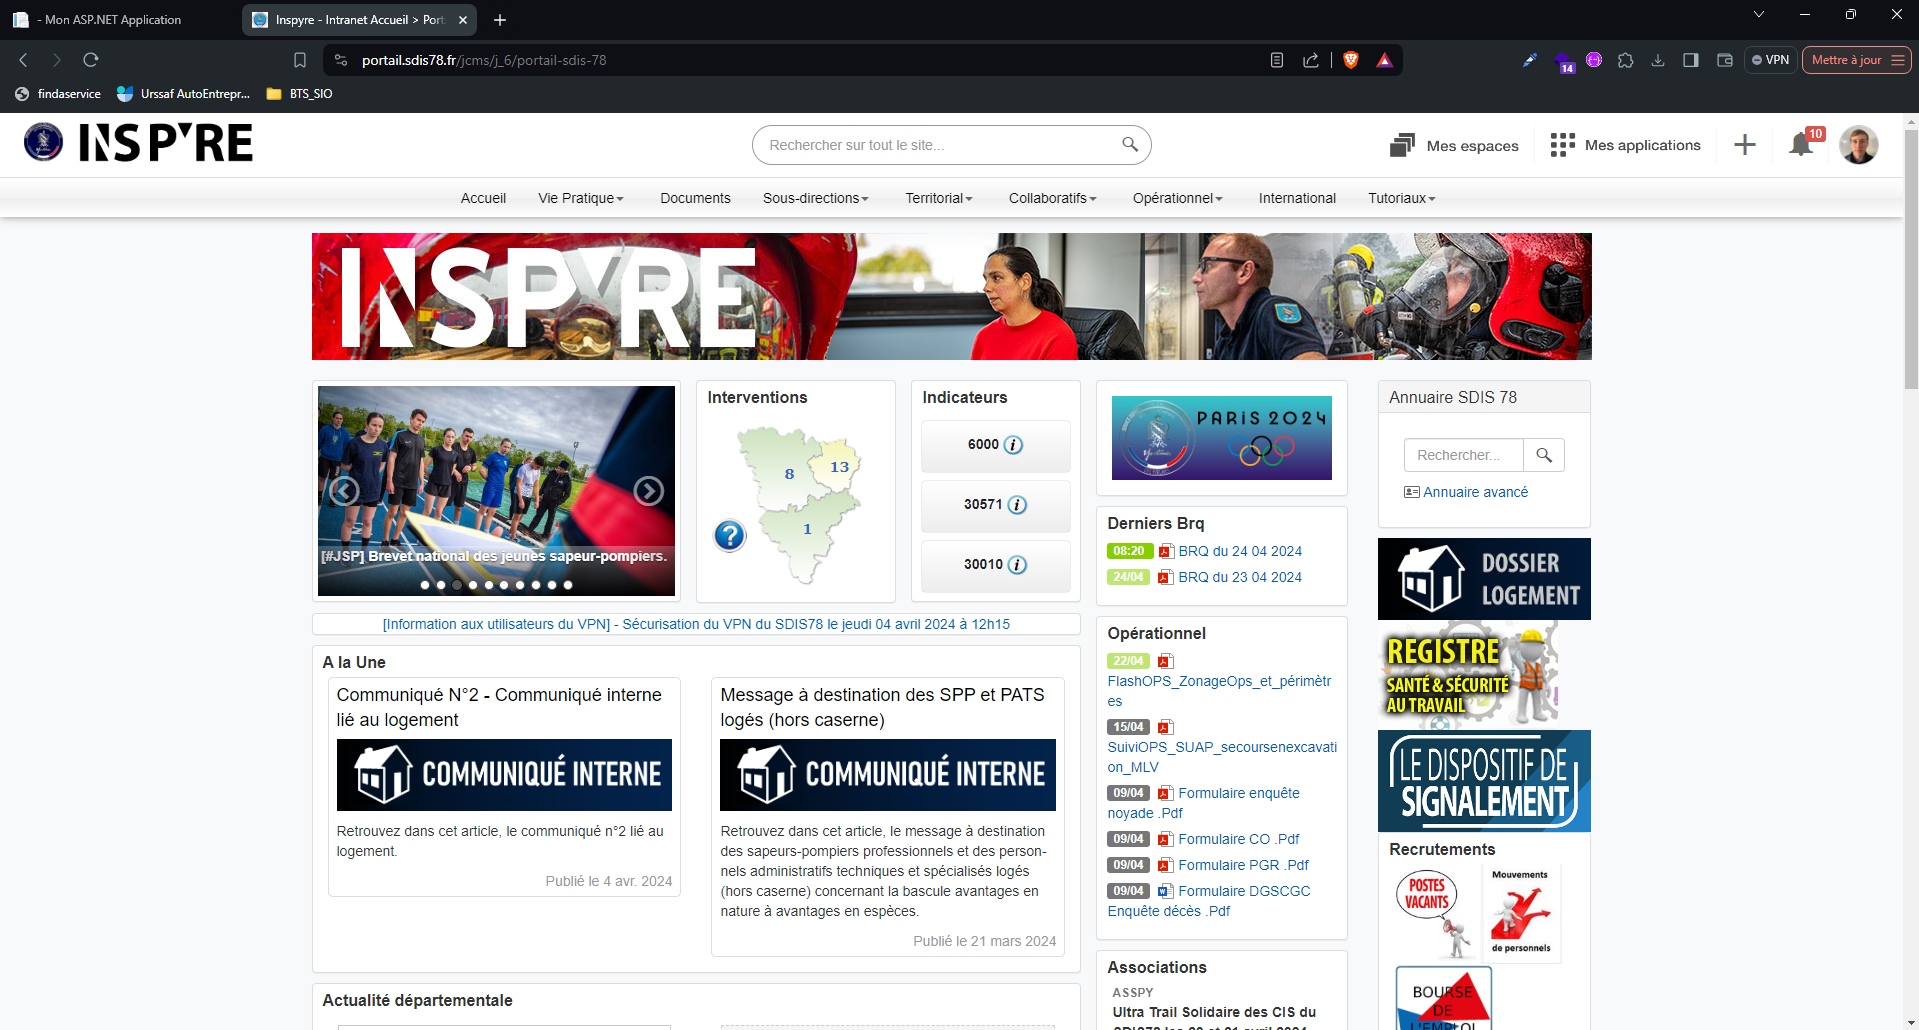 - Mon ASP.NET Application
Inspyre - Intranet Accueil > Port
portail.sdis78.fr/jcms/j_6/portail-sdis-78
14
VPN
Mettre à jour
findaservice
Urssaf AutoEntrepr...
BTS_SIO
INSPYRE
Rechercher sur tout le site...
Mes espaces
Mes applications
10
Accueil
Vie Pratique
Documents
Sous-directions
Territorial
Collaboratifs
Opérationnel
International
Tutoriaux
INSPYRE
[#JSP] Brevet national des jeunes sapeur-pompiers.
Interventions
8
13
1
?
Indicateurs
6000
30571
30010
PARIS 2024
Annuaire SDIS 78
Rechercher...
Annuaire avancé
Derniers Brq
08:20 BRQ du 24 04 2024
24/04 BRQ du 23 04 2024
[Information aux utilisateurs du VPN] - Sécurisation du VPN du SDIS78 le jeudi 04 avril 2024 à 12h15
A la Une
Communiqué N°2 - Communiqué interne
lié au logement
COMMUNIQUÉ INTERNE
Retrouvez dans cet article, le communiqué n°2 lié au
logement.
Publié le 4 avr. 2024
Message à destination des SPP et PATS
logés (hors caserne)
COMMUNIQUÉ INTERNE
Retrouvez dans cet article, le message à destination
des sapeurs-pompiers professionnels et des person-
nels administratifs techniques et spécialisés logés
(hors caserne) concernant la bascule avantages en
nature à avantages en espèces.
Publié le 21 mars 2024
Actualité départementale
Opérationnel
22/04
FlashOPS_ZonageOps_et_périmètr
es
15/04
SuiviOPS_SUAP_secoursenexcavati
on_MLV
09/04 Formulaire enquête
noyade .Pdf
09/04 Formulaire CO .Pdf
09/04 Formulaire PGR .Pdf
09/04 Formulaire DGSCGC
Enquête décès .Pdf
Associations
ASSPY
Ultra Trail Solidaire des CIS du
DOSSIER
LOGEMENT
REGISTRE
SANTÉ & SÉCURITÉ
AU TRAVAIL
LE DISPOSITIF DE
SIGNALEMENT
Recrutements
POSTES
VACANTS
Mouvements
de personnels
BOURSE
DE
L'EMPLOI